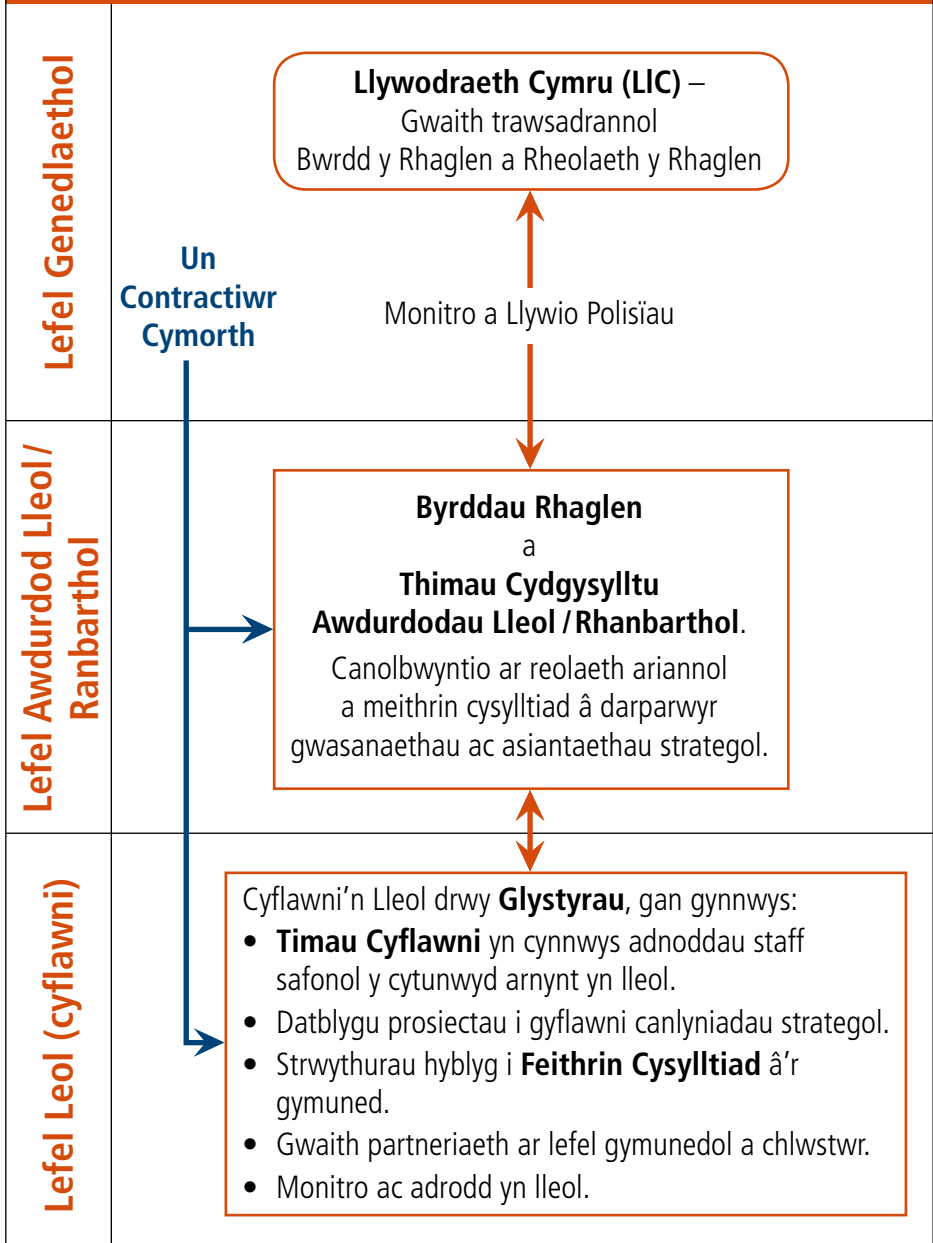 Lefel Genedlaethol
Llywodraeth Cymru (LlC) –
Gwaith trawsadrannol
Bwrdd y Rhaglen a Rheolaeth y Rhaglen
Un
Contractiwr
Cymorth
Monitro a Llywio Polisïau
Lefel Awdurdod Lleol /
Ranbarthol
Byrddau Rhaglen
a
Thimau Cydgysylltu
Awdurdodau Lleol / Rhanbarthol.
Canolbwyntio ar reolaeth ariannol
a meithrin cysylltiad â darparwyr
gwasanaethau ac asiantaethau strategol.
Lefel Leol (cyflawni)
Cyflawni’n Lleol drwy Glystyrau, gan gynnwys:
• Timau Cyflawni yn cynnwys adnoddau staff
safonol y cytunwyd arnynt yn lleol.
• Datblygu prosiectau i gyflawni canlyniadau strategol.
• Strwythurau hyblyg i Feithrin Cysylltiad â’r
gymuned.
• Gwaith partneriaeth ar lefel gymunedol a chlwstwr.
• Monitro ac adrodd yn lleol.